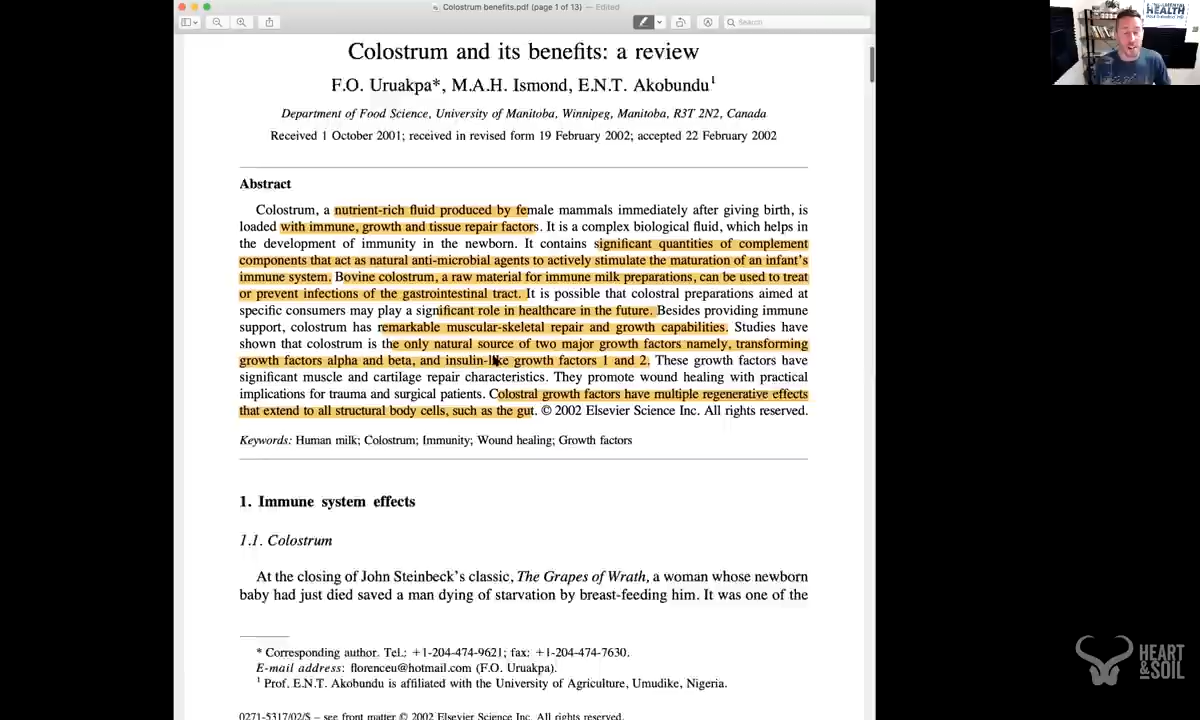 Colostrum benefits.pdf (page 1 of 13) — Edited
Search
HEALTH
Colostrum and its benefits: a review
F.O. Uruakpa*, M.A.H. Ismond, E.N.T. Akobundu1
Department of Food Science, University of Manitoba, Winnipeg, Manitoba, R3T 2N2, Canada
Received 1 October 2001; received in revised form 19 February 2002; accepted 22 February 2002
Abstract
Colostrum, a nutrient-rich fluid produced by female mammals immediately after giving birth, is
loaded with immune, growth and tissue repair factors. It is a complex biological fluid, which helps in
the development of immunity in the newborn. It contains significant quantities of complement
components that act as natural anti-microbial agents to actively stimulate the maturation of an infant's
immune system. Bovine colostrum, a raw material for immune milk preparations, can be used to treat
or prevent infections of the gastrointestinal tract. It is possible that colostral preparations aimed at
specific consumers may play a significant role in healthcare in the future. Besides providing immune
support, colostrum has remarkable muscular-skeletal repair and growth capabilities. Studies have
shown that colostrum is the only natural source of two major growth factors namely, transforming
growth factors alpha and beta, and insulin-like growth factors 1 and 2. These growth factors have
significant muscle and cartilage repair characteristics. They promote wound healing with practical
implications for trauma and surgical patients. Colostral growth factors have multiple regenerative effects
that extend to all structural body cells, such as the gut. © 2002 Elsevier Science Inc. All rights reserved.
Keywords: Human milk; Colostrum; Immunity; Wound healing; Growth factors
1. Immune system effects
1.1. Colostrum
At the closing of John Steinbeck's classic, The Grapes of Wrath, a woman whose newborn
baby had just died saved a man dying of starvation by breast-feeding him. It was one of the
* Corresponding author. Tel.: +1-204-474-9621; fax: +1-204-474-7630.
E-mail address: florenceu@hotmail.com (F.O. Uruakpa).
1 Prof. E.N.T. Akobundu is affiliated with the University of Agriculture, Umudike, Nigeria.
0271-5317/02/$ – see front matter © 2002 Elsevier Science Inc. All rights reserved.
HEART
& SOIL